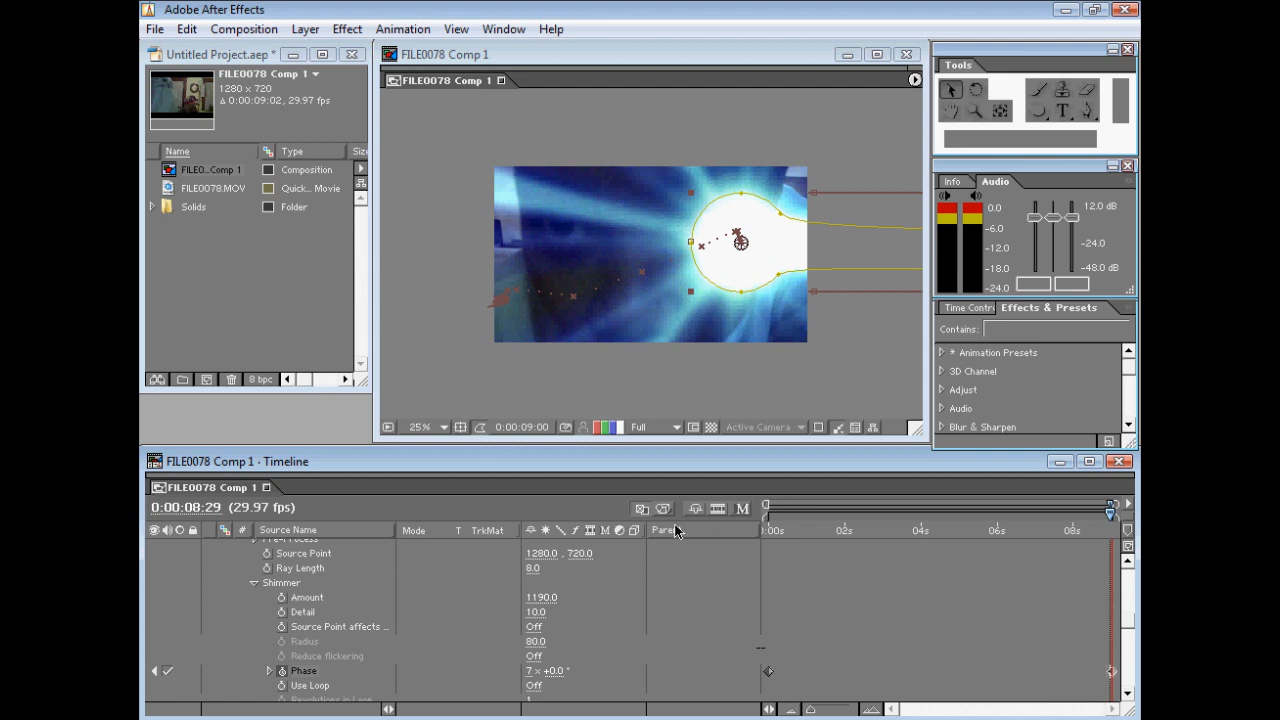 Adobe After Effects
File Edit Composition Layer Effect Animation View Window Help
Untitled Project.aep *
FILE0078 Comp 1
1280 x 720
Δ 0:00:09:02, 29.97 fps
Name Type Size
FILE0...Comp 1 Composition
FILE0078.MOV Quick... Movie
Solids Folder
8 bpc
FILE0078 Comp 1
FILE0078 Comp 1
25% 0:00:09:00 Full Active Camera
Tools
Info Audio
0.0 12.0 dB
-6.0
-12.0 -24.0
-18.0 -48.0 dB
-24.0
Time Contr Effects & Presets
Contains:
* Animation Presets
3D Channel
Adjust
Audio
Blur & Sharpen
FILE0078 Comp 1 - Timeline
FILE0078 Comp 1
0:00:08:29 (29.97 fps)
# Source Name Mode T TrkMat Parent :00s 02s 04s 06s 08s
Source Point 1280.0 , 720.0
Ray Length 8.0
Shimmer
Amount 1190.0
Detail 10.0
Source Point affects ... Off
Radius 80.0
Reduce flickering Off
Phase 7 x +0.0 °
Use Loop Off